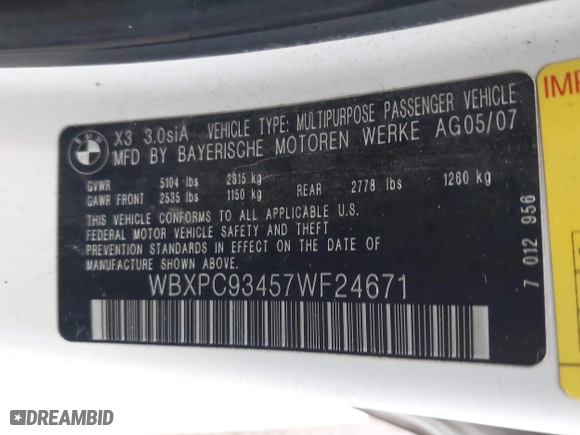 BMW
X3 3.0siA VEHICLE TYPE: MULTIPURPOSE PASSENGER VEHICLE
MFD BY BAYERISCHE MOTOREN WERKE AG05/07
GVWR 5104 lbs 2315 kg
GAWR FRONT 2535 lbs 1150 kg REAR 2778 lbs 1260 kg
THIS VEHICLE CONFORMS TO ALL APPLICABLE U.S.
FEDERAL MOTOR VEHICLE SAFETY AND THEFT
PREVENTION STANDARDS IN EFFECT ON THE DATE
OF MANUFACTURE SHOWN ABOVE.
WBXPC93457WF24671
7 012 956
IMP
DREAMBID